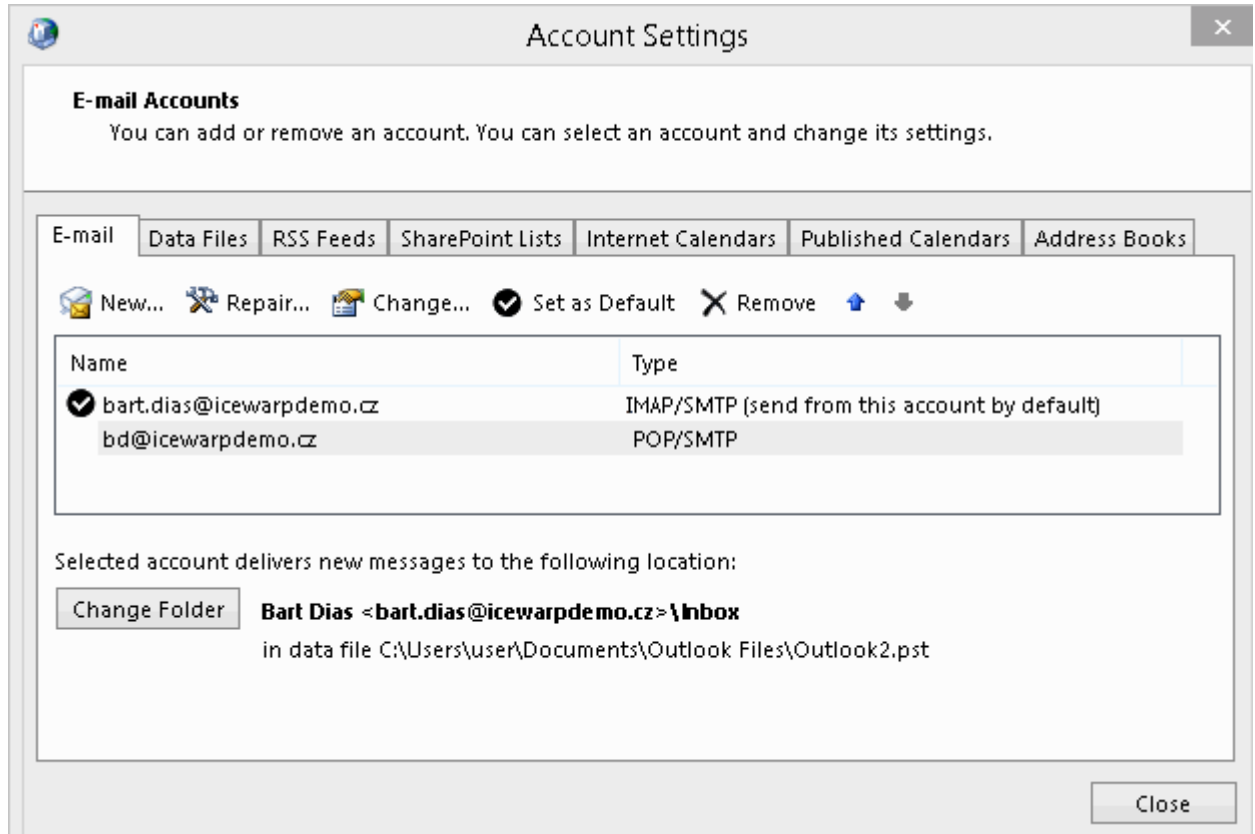 Account Settings
E-mail Accounts
You can add or remove an account. You can select an account and change its settings.
E-mail Data Files RSS Feeds SharePoint Lists Internet Calendars Published Calendars Address Books
New... Repair... Change... Set as Default Remove
Name Type
bart.dias@icewarpdemo.cz IMAP/SMTP (send from this account by default)
bd@icewarpdemo.cz POP/SMTP
Selected account delivers new messages to the following location:
Change Folder Bart Dias <bart.dias@icewarpdemo.cz>\Inbox
in data file C:\Users\user\Documents\Outlook Files\Outlook2.pst
Close